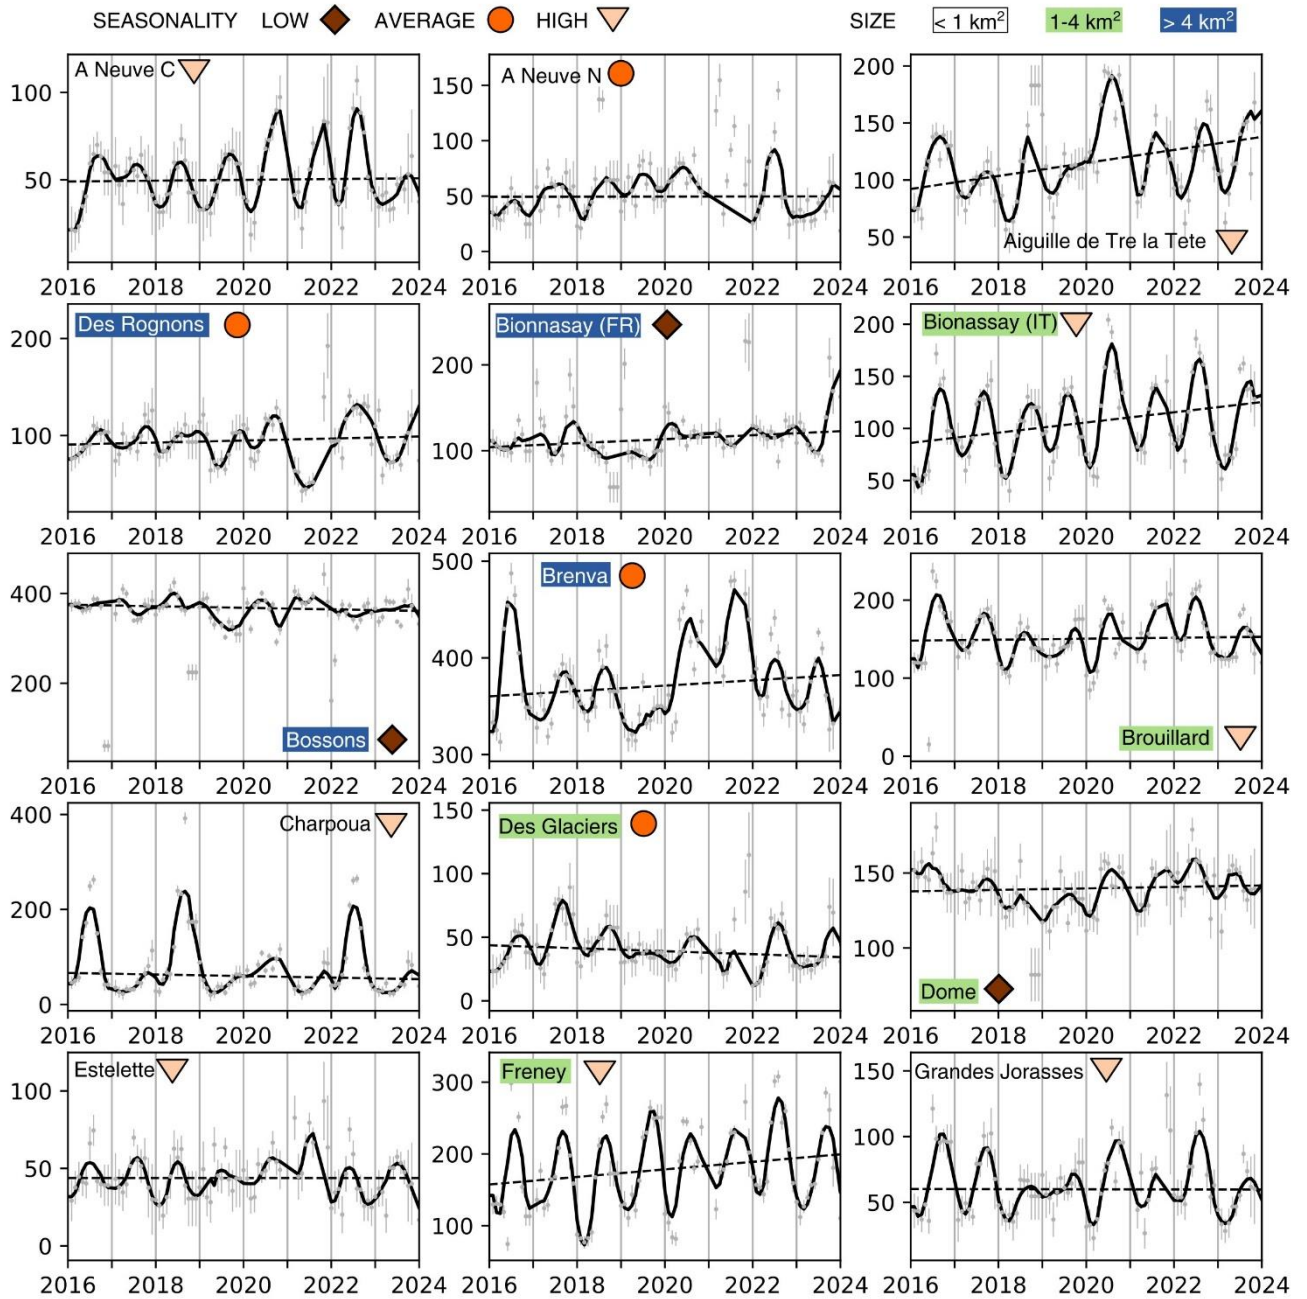 SEASONALITY LOW AVERAGE HIGH SIZE < 1 km² 1-4 km² > 4 km²
A Neuve C
100
50
2016 2018 2020 2022 2024
A Neuve N
150
100
50
0
2016 2018 2020 2022 2024
200
150
100
50
Aiguille de Tre la Tete
2016 2018 2020 2022 2024
Des Rognons
200
100
2016 2018 2020 2022 2024
Bionnasay (FR)
200
100
2016 2018 2020 2022 2024
Bionassay (IT)
200
150
100
50
2016 2018 2020 2022 2024
400
200
Bossons
2016 2018 2020 2022 2024
500
Brenva
400
300
2016 2018 2020 2022 2024
200
100
Brouillard
0
2016 2018 2020 2022 2024
400
Charpoua
200
0
2016 2018 2020 2022 2024
150
Des Glaciers
100
50
0
2016 2018 2020 2022 2024
150
100
Dome
2016 2018 2020 2022 2024
Estelette
100
50
0
2016 2018 2020 2022 2024
Freney
300
200
100
2016 2018 2020 2022 2024
Grandes Jorasses
150
100
50
2016 2018 2020 2022 2024